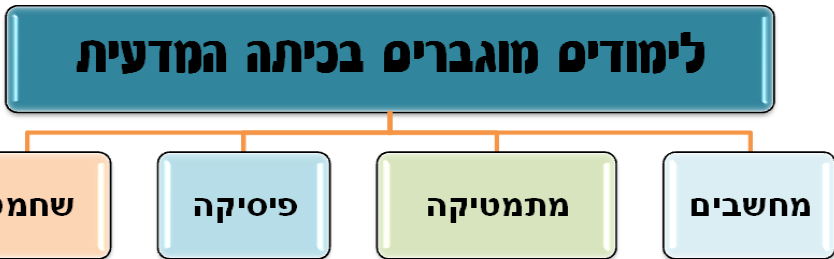 לימודים מוגברים בכיתה המדעית
מחשבים
מתמטיקה
פיסיקה